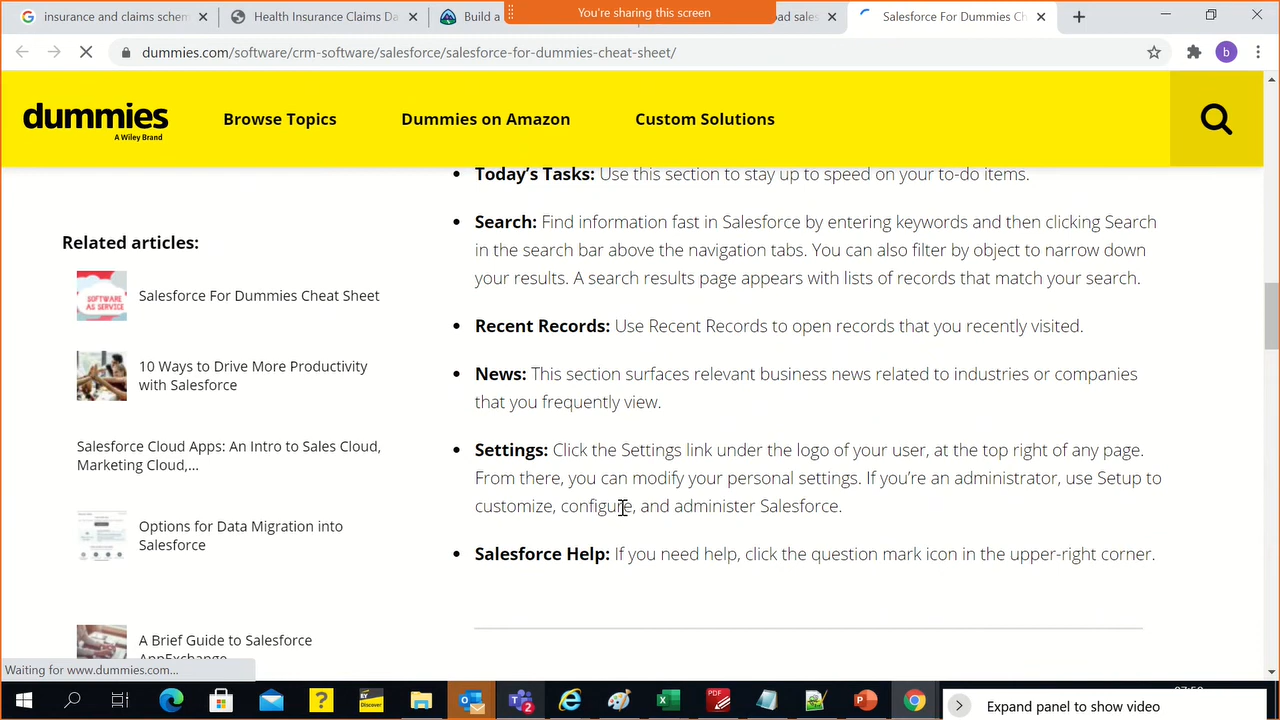 insurance and claims schem
Health Insurance Claims Da
Build a
You're sharing this screen
oad sales
Salesforce For Dummies Ch
dummies.com/software/crm-software/salesforce/salesforce-for-dummies-cheat-sheet/
b
dummies
A Wiley Brand
Browse Topics
Dummies on Amazon
Custom Solutions
• Today’s Tasks: Use this section to stay up to speed on your to-do items.
• Search: Find information fast in Salesforce by entering keywords and then clicking Search
in the search bar above the navigation tabs. You can also filter by object to narrow down
your results. A search results page appears with lists of records that match your search.
• Recent Records: Use Recent Records to open records that you recently visited.
• News: This section surfaces relevant business news related to industries or companies
that you frequently view.
• Settings: Click the Settings link under the logo of your user, at the top right of any page.
From there, you can modify your personal settings. If you’re an administrator, use Setup to
customize, configure, and administer Salesforce.
• Salesforce Help: If you need help, click the question mark icon in the upper-right corner.
Related articles:
SOFTWARE
AS SERVICE
Salesforce For Dummies Cheat Sheet
10 Ways to Drive More Productivity
with Salesforce
Salesforce Cloud Apps: An Intro to Sales Cloud,
Marketing Cloud,...
Options for Data Migration into
Salesforce
A Brief Guide to Salesforce
AppExchange
Waiting for www.dummies.com...
EY
Discover
2
PDF
Expand panel to show video